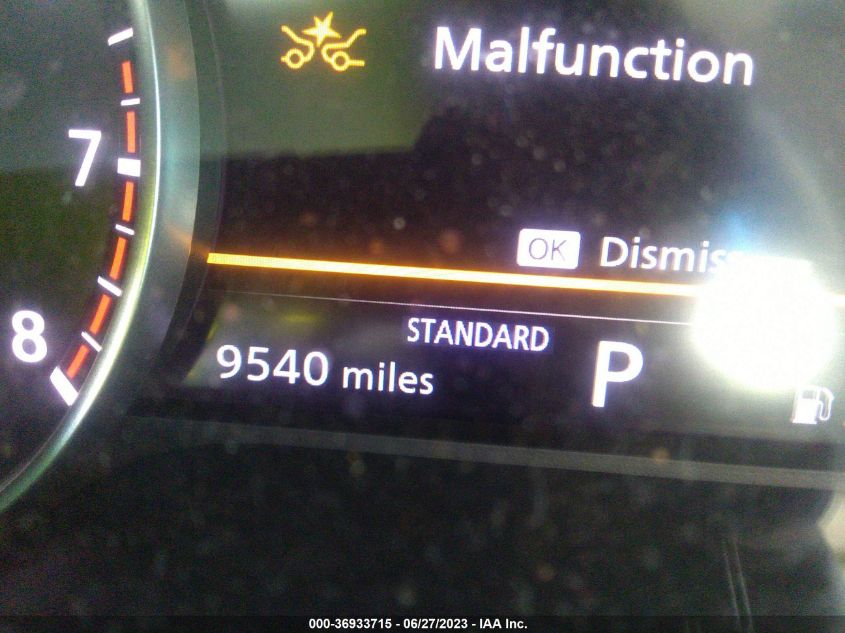 Malfunction
7
OK
8
STANDARD
9540 miles P
000-36933715 - 06/27/2023 - IAA Inc.